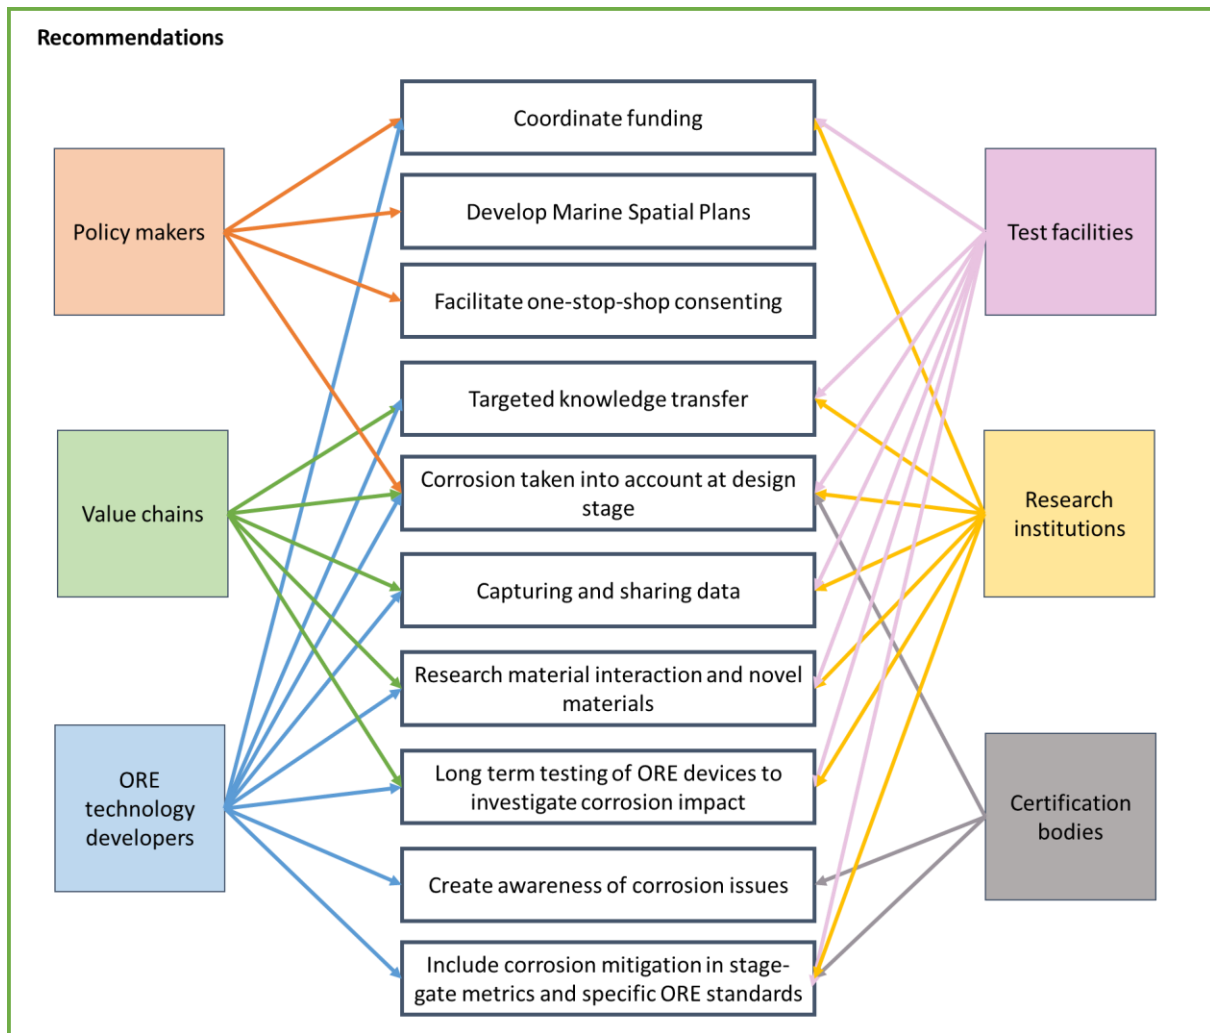 Recommendations
Policy makers
Value chains
ORE
technology
developers
Coordinate funding
Develop Marine Spatial Plans
Facilitate one-stop-shop consenting
Targeted knowledge transfer
Corrosion taken into account at design
stage
Capturing and sharing data
Research material interaction and novel
materials
Long term testing of ORE devices to
investigate corrosion impact
Create awareness of corrosion issues
Include corrosion mitigation in stage-
gate metrics and specific ORE standards
Test facilities
Research
institutions
Certification
bodies